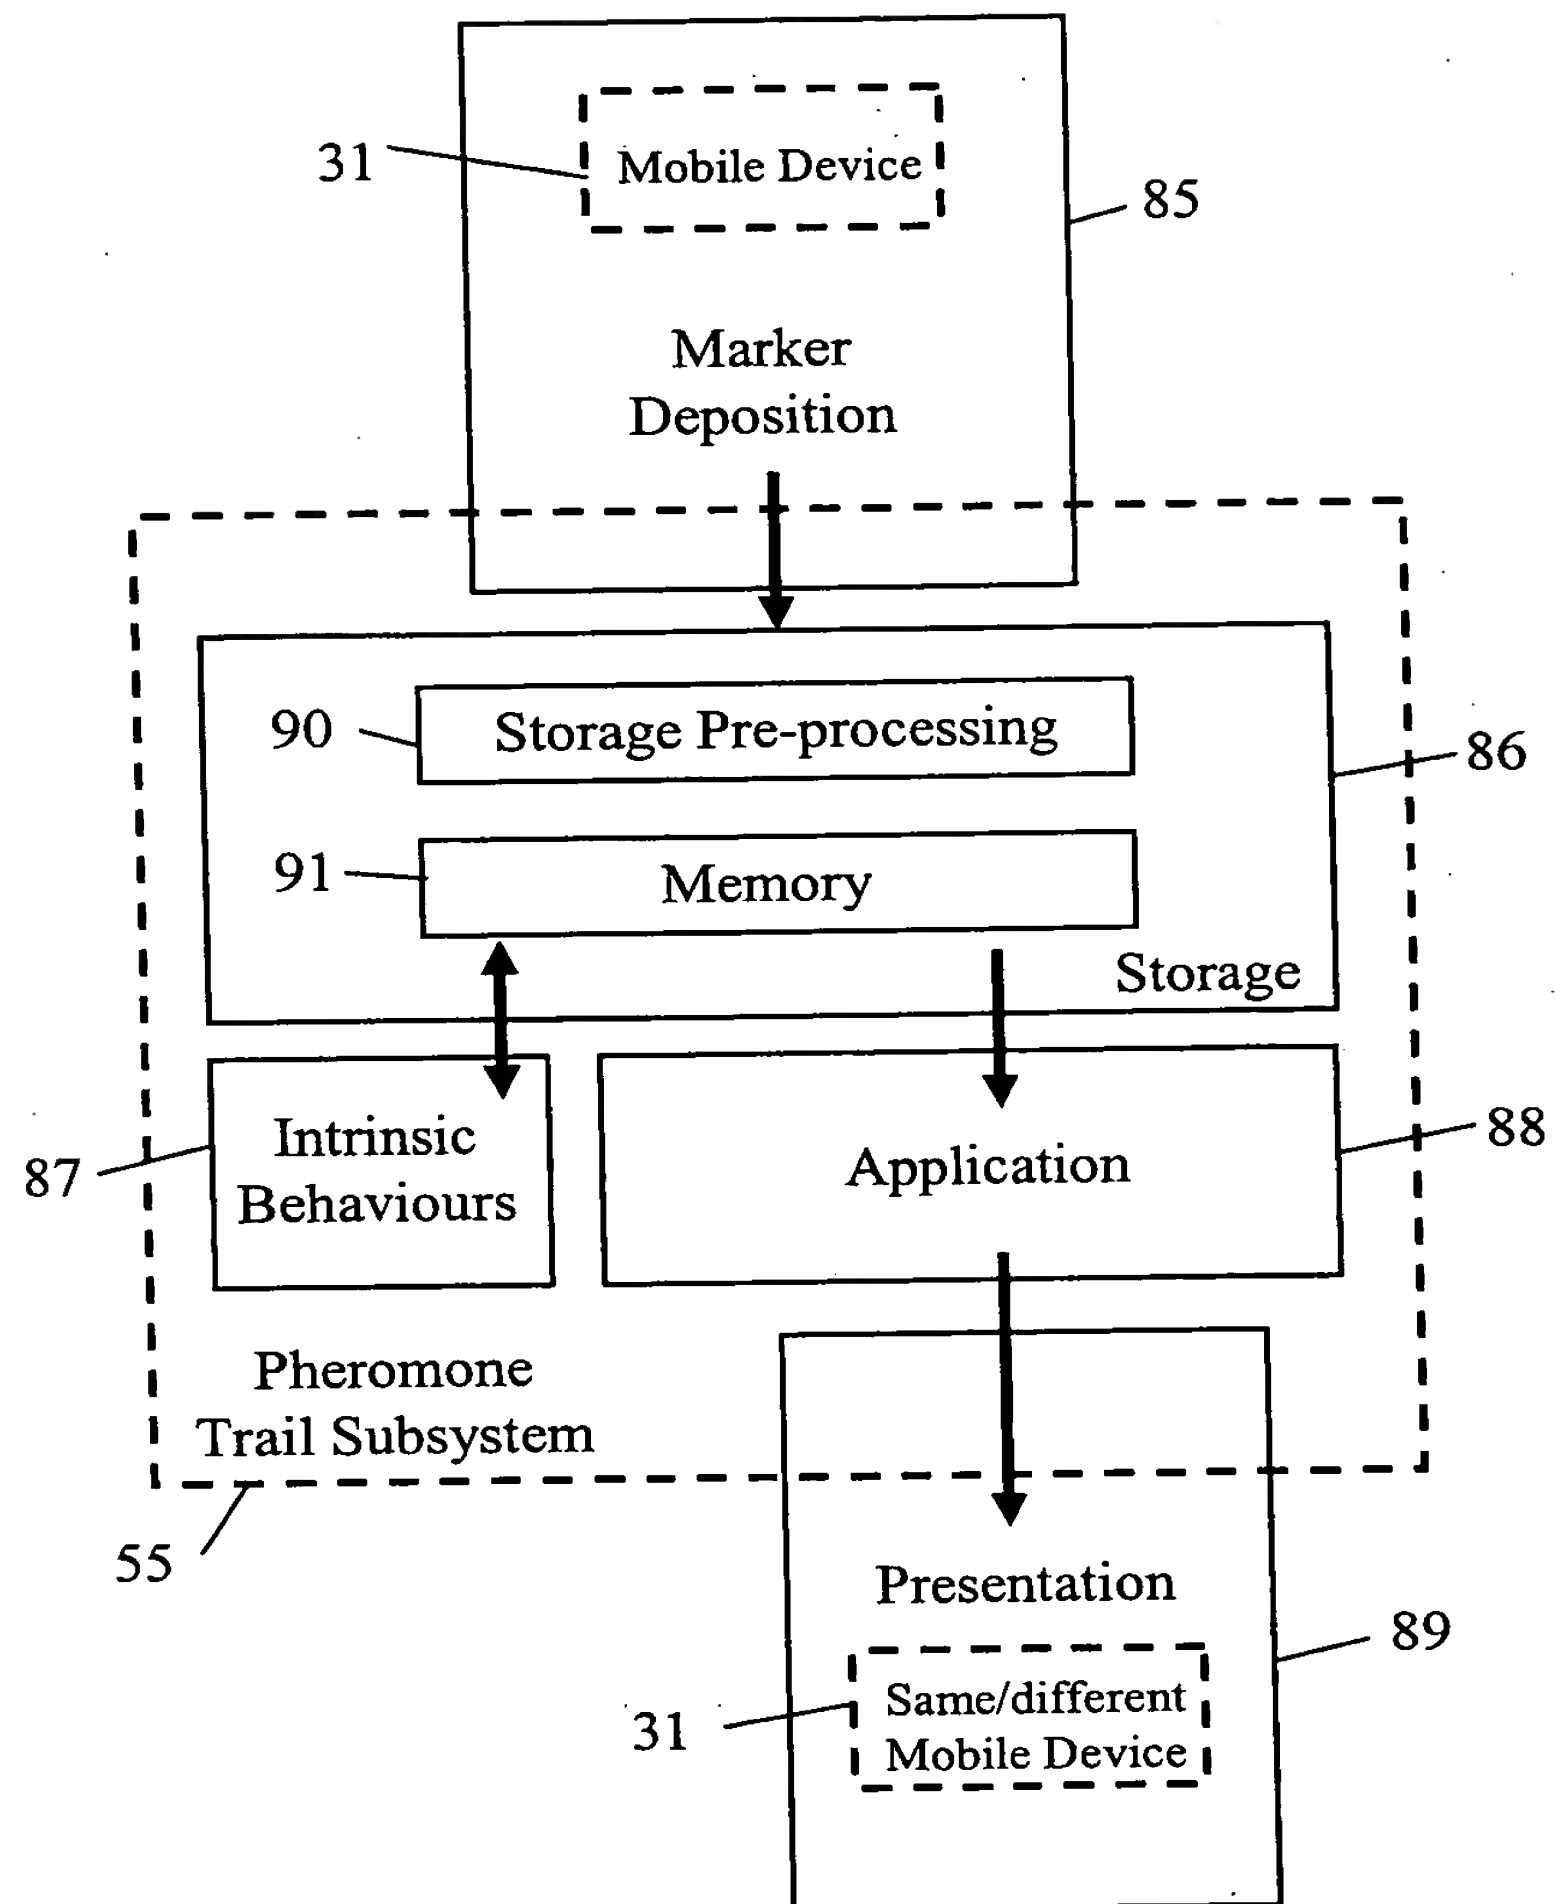 31
Mobile Device
85
Marker
Deposition
90
Storage Pre-processing
86
91
Memory
Storage
87
Intrinsic
Behaviours
Application
88
Pheromone
Trail Subsystem
55
Presentation
89
31
Same/different
Mobile Device